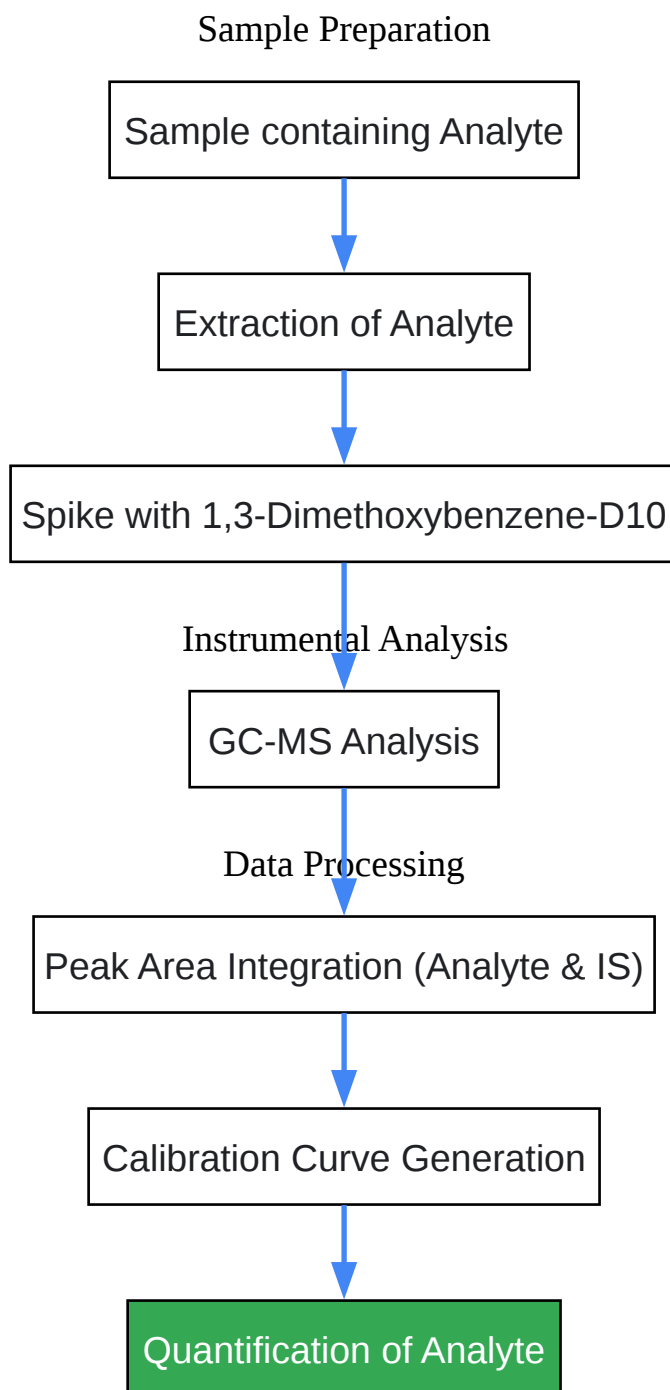 Sample Preparation
Sample containing Analyte
Extraction of Analyte
Spike with 1,3-Dimethoxybenzene-D10
Instrumental Analysis
GC-MS Analysis
Data Processing
Peak Area Integration (Analyte & IS)
Calibration Curve Generation
Quantification of Analyte